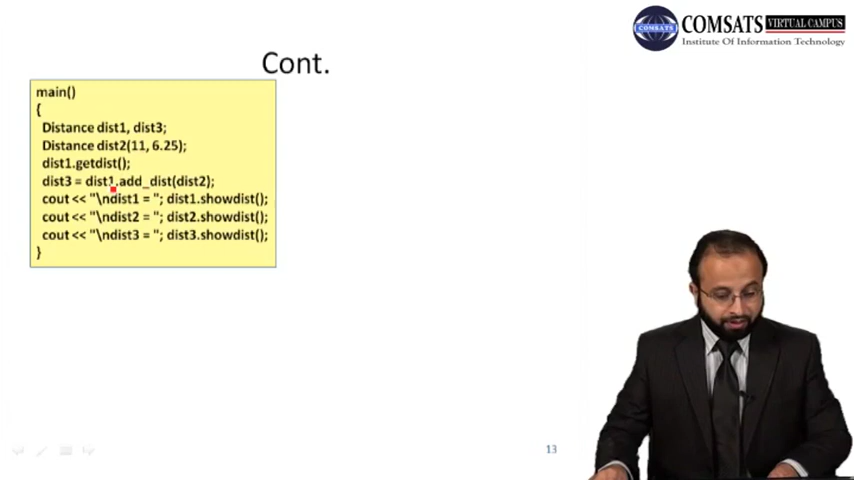 COMSATS VIRTUAL CAMPUS
COMSATS
Institute Of Information Technology
Cont.
main()
{
Distance dist1, dist3;
Distance dist2(11, 6.25);
dist1.getdist();
dist3 = dist1.add_dist(dist2);
cout << "\ndist1 = "; dist1.showdist();
cout << "\ndist2 = "; dist2.showdist();
cout << "\ndist3 = "; dist3.showdist();
}
13